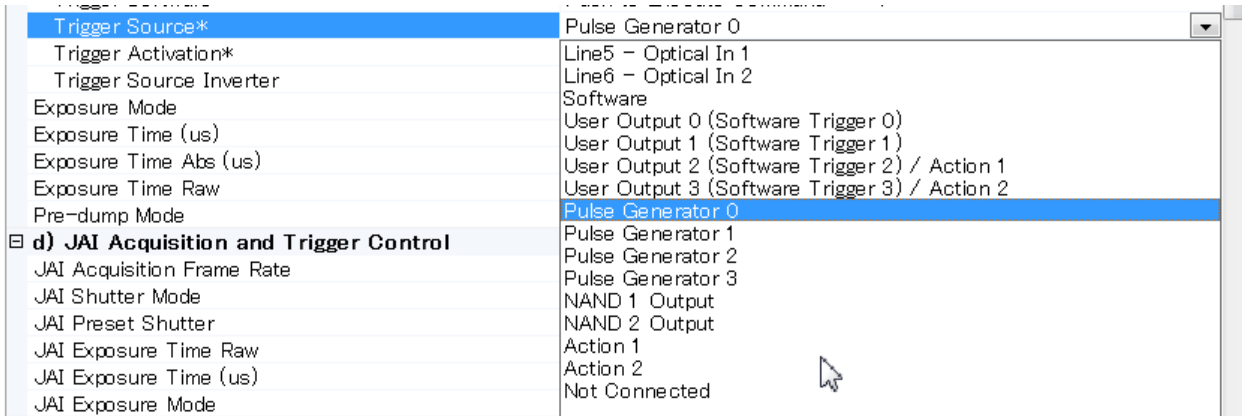 Trigger Source*
Pulse Generator 0
Trigger Activation*
Trigger Source Inverter
Exposure Mode
Exposure Time (us)
Exposure Time Abs (us)
Exposure Time Raw
Pre-dump Mode
d) JAI Acquisition and Trigger Control
JAI Acquisition Frame Rate
JAI Shutter Mode
JAI Preset Shutter
JAI Exposure Time Raw
JAI Exposure Time (us)
JAI Exposure Mode
Line5 - Optical In 1
Line6 - Optical In 2
Software
User Output 0 (Software Trigger 0)
User Output 1 (Software Trigger 1)
User Output 2 (Software Trigger 2) / Action 1
User Output 3 (Software Trigger 3) / Action 2
Pulse Generator 0
Pulse Generator 1
Pulse Generator 2
Pulse Generator 3
NAND 1 Output
NAND 2 Output
Action 1
Action 2
Not Connected